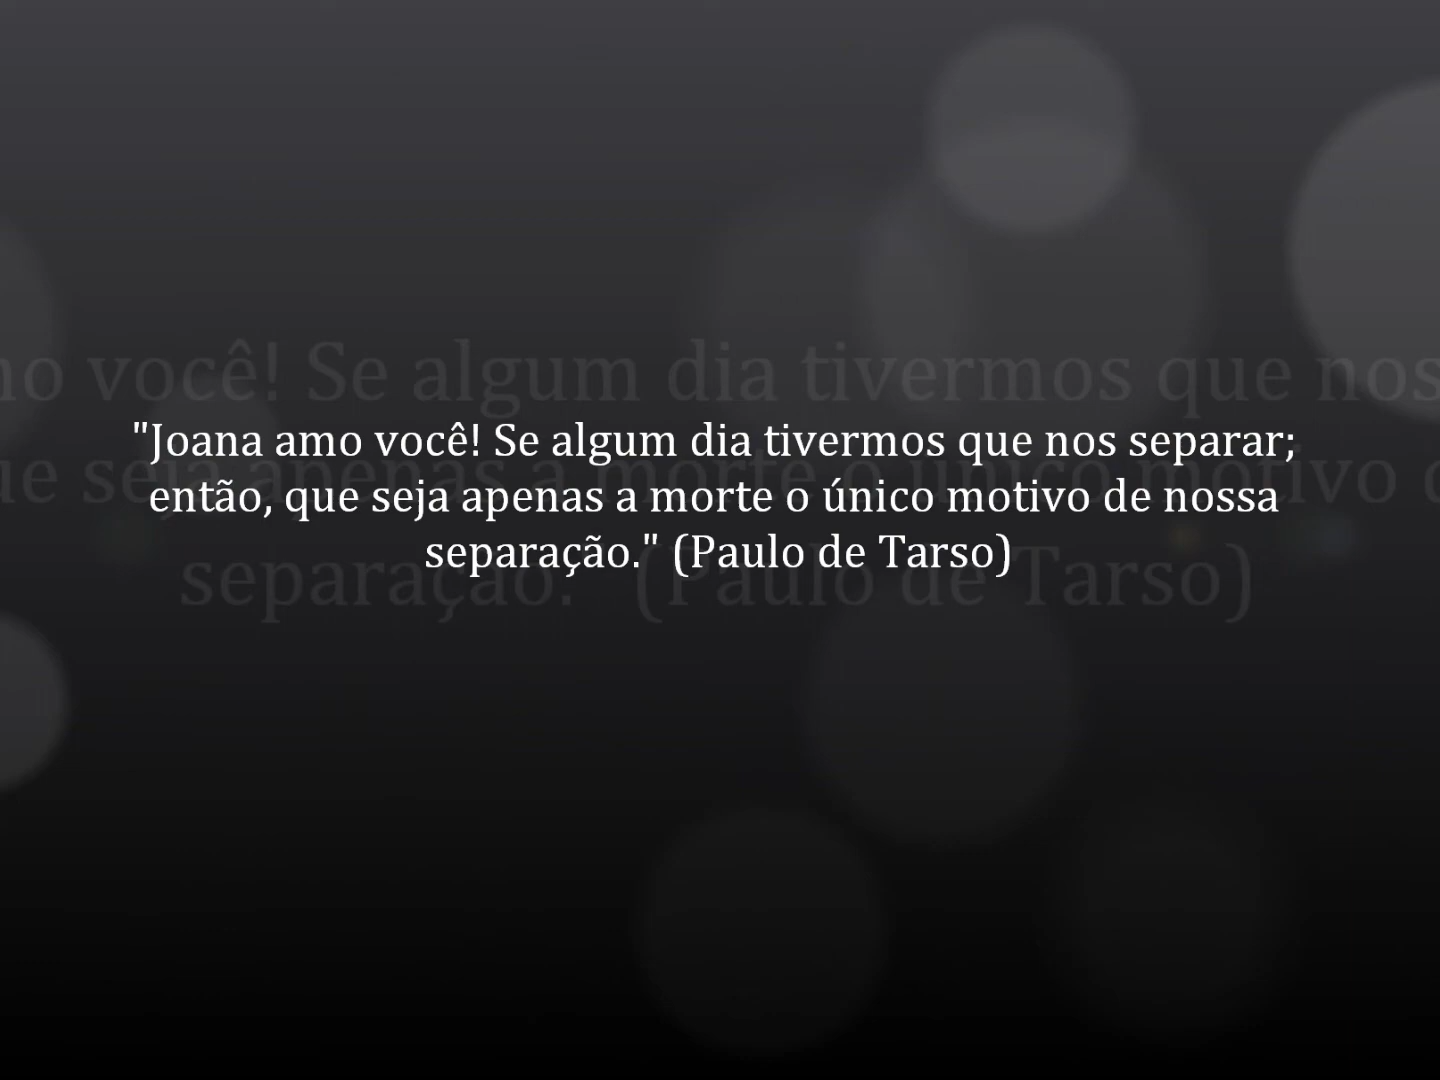 "Joana amo você! Se algum dia tivermos que nos separar;
então, que seja apenas a morte o único motivo de nossa
separação." (Paulo de Tarso)